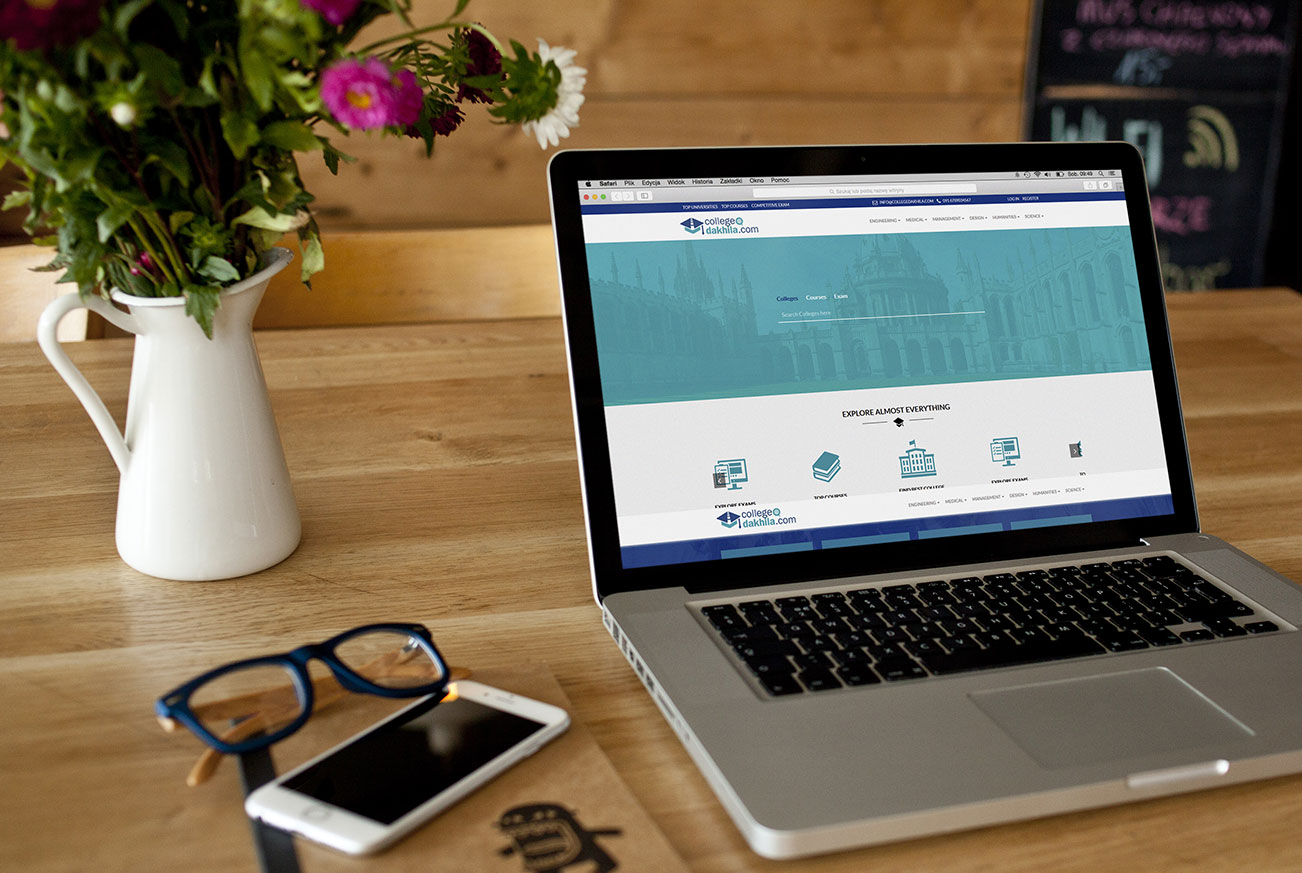 Safari Plik Edycja Widok Historia Zakładki Okno Pomoc
Sob. 09:49
Szukaj lub podaj nazwę witryny
TOP UNIVERSITIES TOP COURSES COMPETITIVE EXAM
INFO@COLLEGEDAKHILA.COM
LOG IN REGISTER
college
dakhila.com
ENGINEERING MEDICAL MANAGEMENT DESIGN HUMANITIES SCIENCE
Colleges Courses Exam
Search Colleges here
EXPLORE ALMOST EVERYTHING
EXPLORE EXAMS
TOP COURSES
FIND BEST COLLEGE
EXPLORE EXAMS
TO
college
dakhila.com
ENGINEERING MEDICAL MANAGEMENT DESIGN HUMANITIES SCIENCE